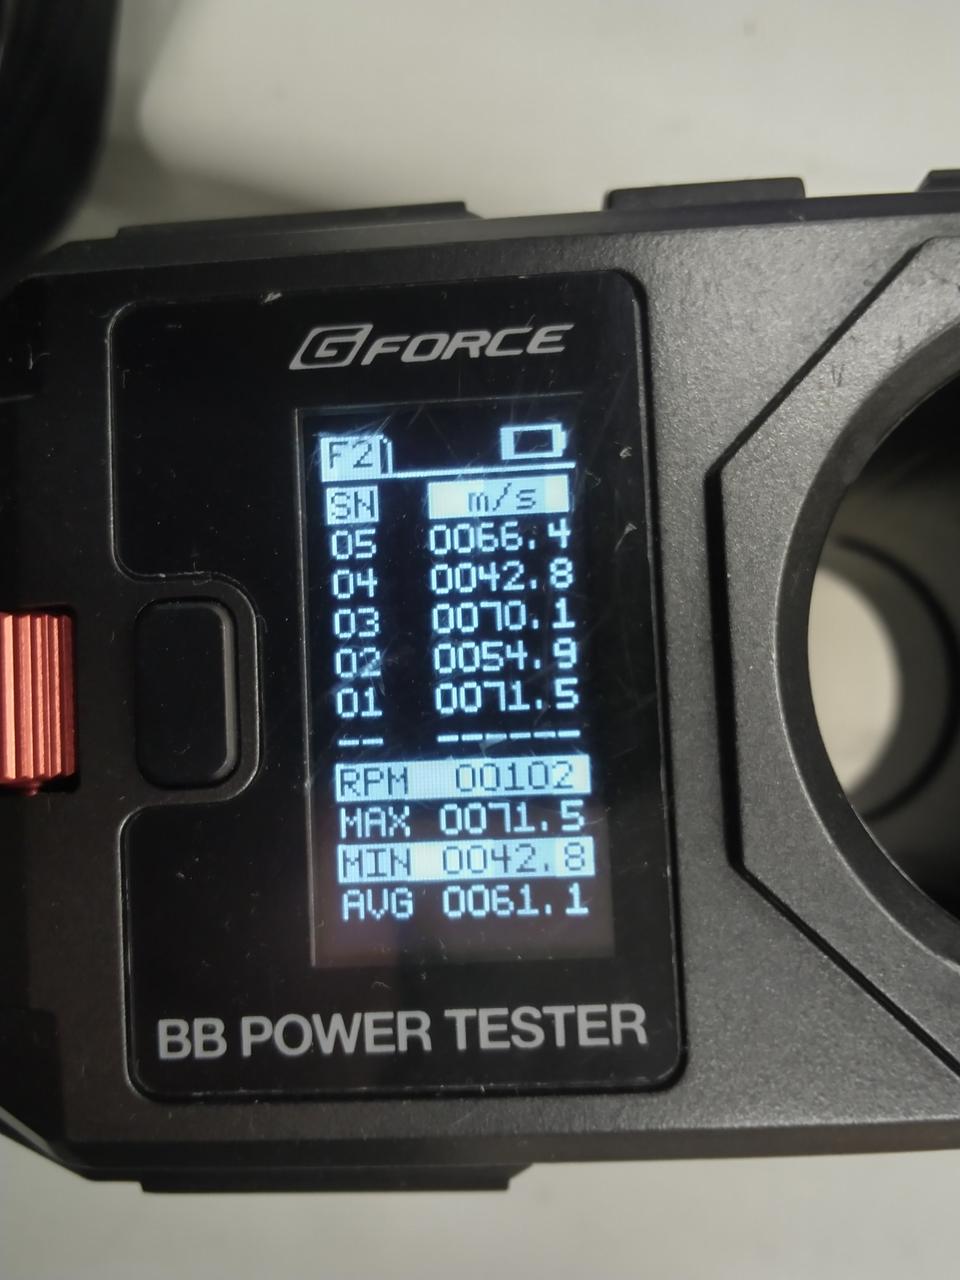 GFORCE
F2
SN m/s
05 0066.4
04 0042.8
03 0070.1
02 0054.9
01 0071.5
-- ------
RPM 00102
MAX 0071.5
MIN 0042.8
AVG 0061.1
BB POWER TESTER